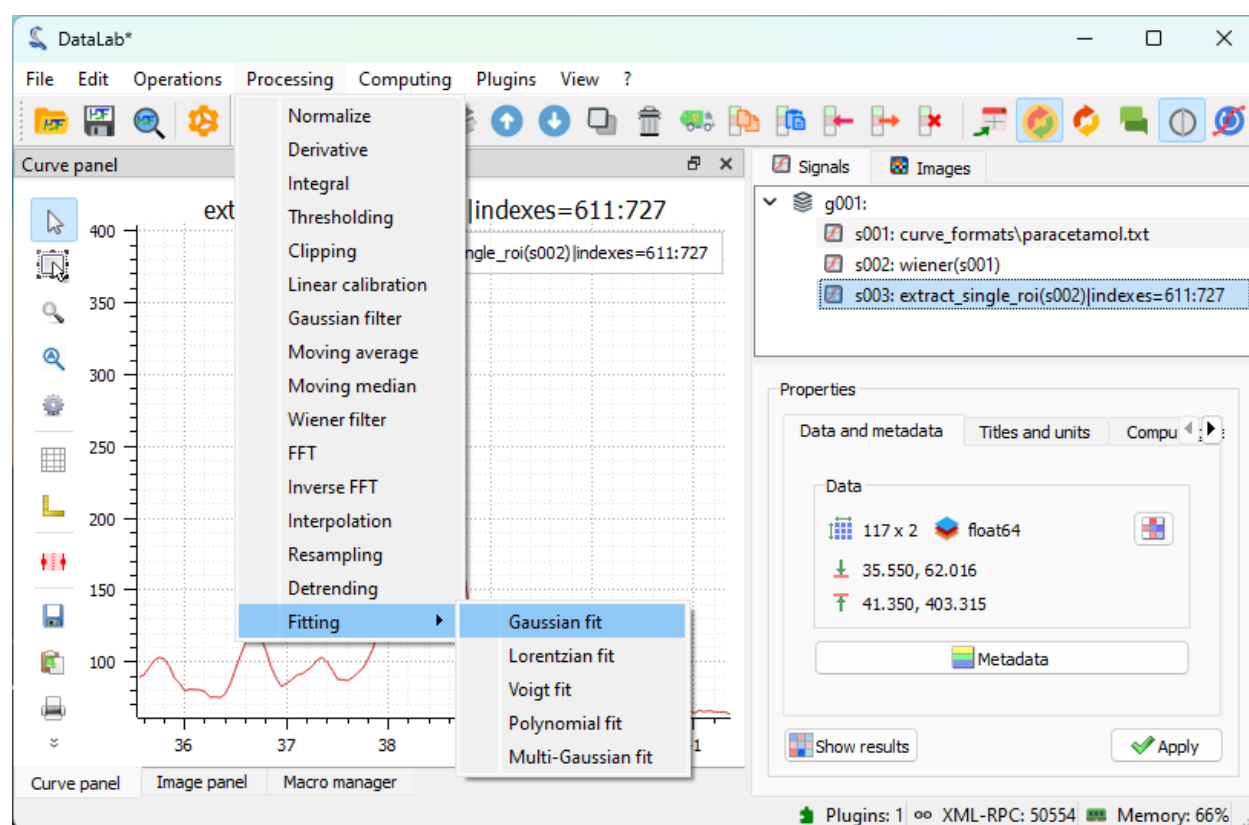 DataLab*
File Edit Operations Processing Computing Plugins View ?
Curve panel
ext
|indexes=611:727
ngle_roi(s002)|indexes=611:727
400
350
300
250
200
150
100
36 37 38
Normalize
Derivative
Integral
Thresholding
Clipping
Linear calibration
Gaussian filter
Moving average
Moving median
Wiener filter
FFT
Inverse FFT
Interpolation
Resampling
Detrending
Fitting
Gaussian fit
Lorentzian fit
Voigt fit
Polynomial fit
Multi-Gaussian fit
Curve panel Image panel Macro manager
Signals Images
g001:
s001: curve_formats\paracetamol.txt
s002: wiener(s001)
s003: extract_single_roi(s002)|indexes=611:727
Properties
Data and metadata Titles and units Compu
Data
117 x 2 float64
35.550, 62.016
41.350, 403.315
Metadata
Show results Apply
Plugins: 1 XML-RPC: 50554 Memory: 66%